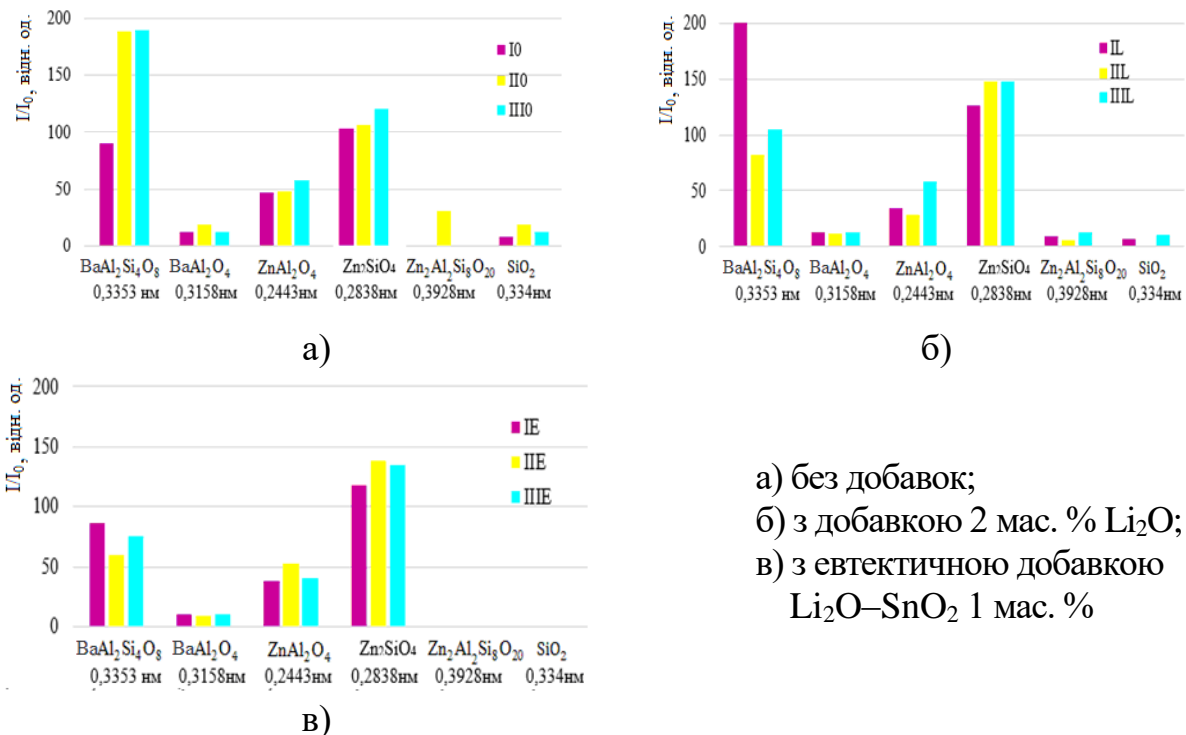 I/I₀, відн. од.
200
150
100
50
0
I0
II0
III0
BaAl₂Si₄O₈ BaAl₂O₄ ZnAl₂O₄ Zn₂SiO₄ Zn₂Al₂Si₈O₂₀ SiO₂
0,3353 нм 0,3158нм 0,2443нм 0,2838нм 0,3928нм 0,334нм
а)
I/I₀, відн. од.
200
150
100
50
0
IL
IIL
IIIL
BaAl₂Si₄O₈ BaAl₂O₄ ZnAl₂O₄ Zn₂SiO₄ Zn₂Al₂Si₈O₂₀ SiO₂
0,3353 нм 0,3158нм 0,2443нм 0,2838нм 0,3928нм 0,334нм
б)
I/I₀, відн. од.
200
150
100
50
0
IE
IIE
IIIE
BaAl₂Si₄O₈ BaAl₂O₄ ZnAl₂O₄ Zn₂SiO₄ Zn₂Al₂Si₈O₂₀ SiO₂
0,3353 нм 0,3158нм 0,2443нм 0,2838нм 0,3928нм 0,334нм
в)
а) без добавок;
б) з добавкою 2 мас. % Li₂O;
в) з евтектичною добавкою
Li₂O–SnO₂ 1 мас. %